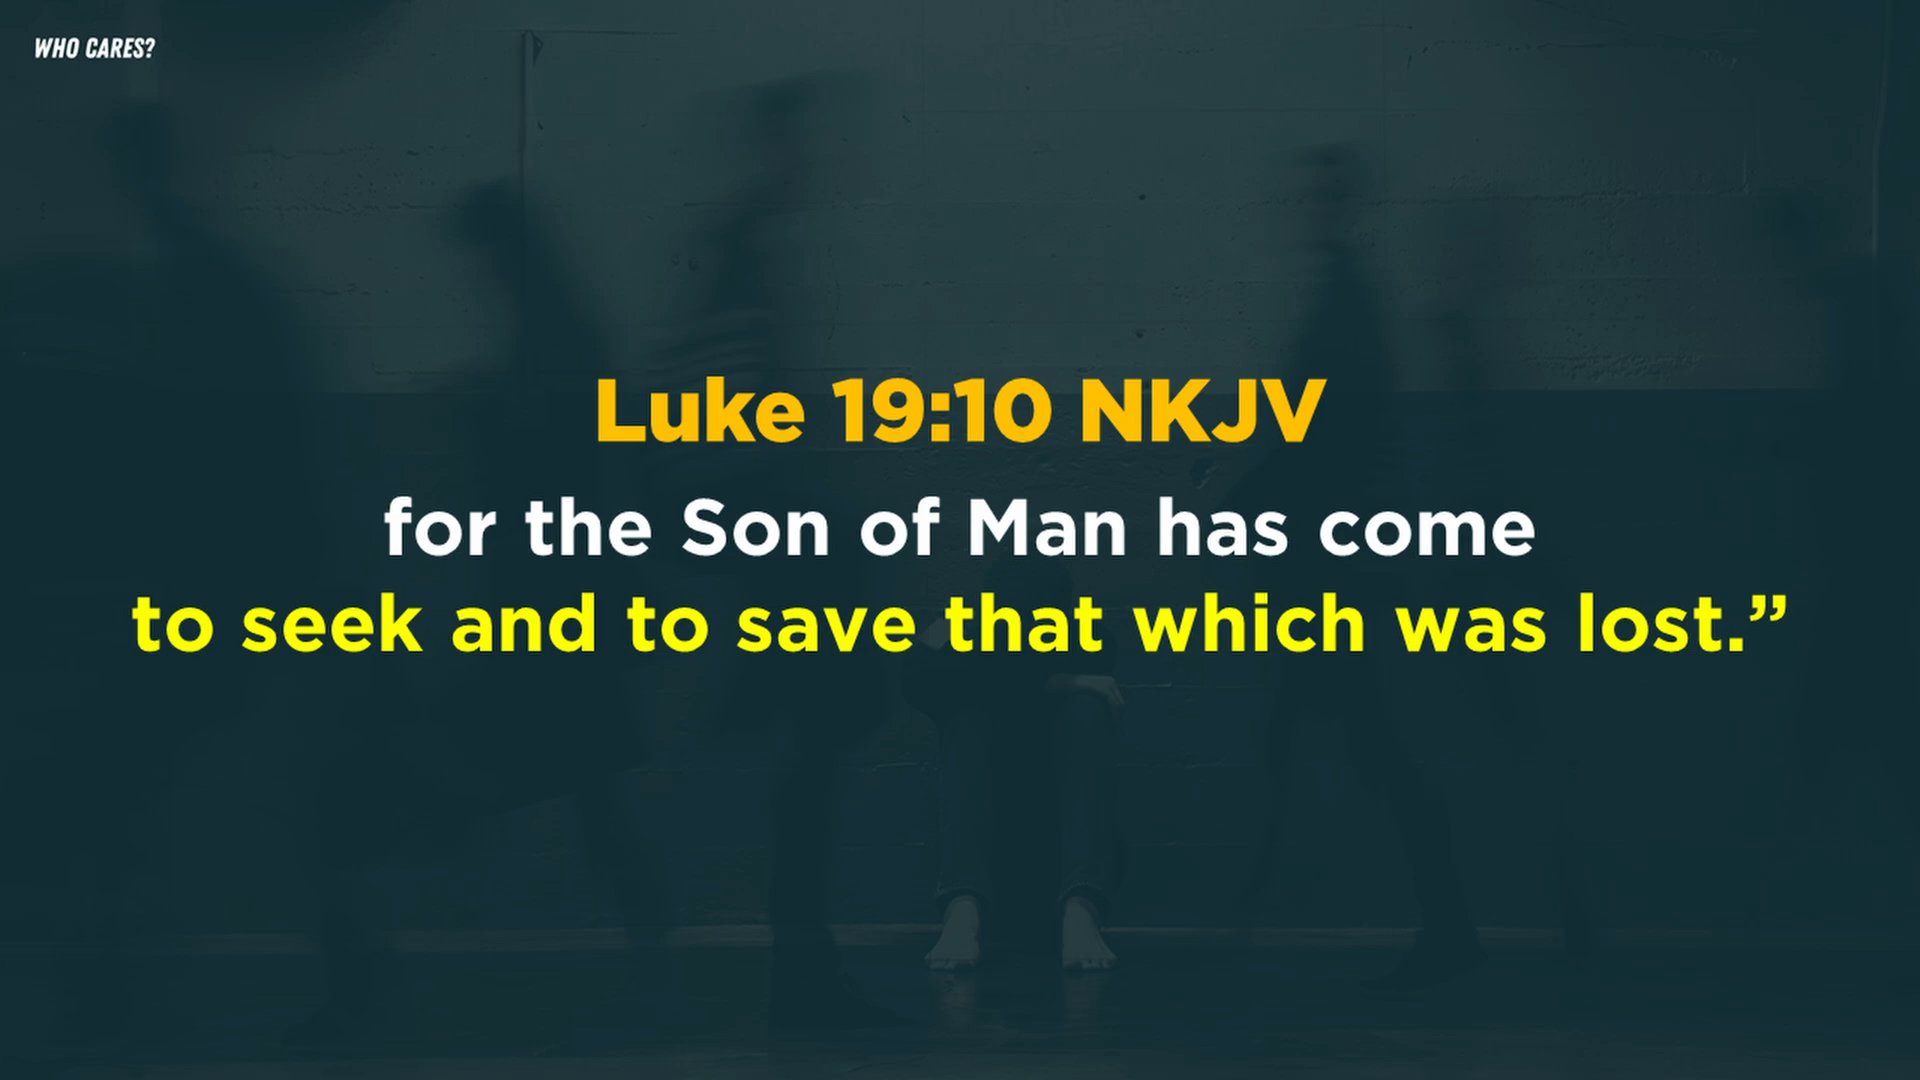 WHO CARES?
Luke 19:10 NKJV
for the Son of Man has come
to seek and to save that which was lost.”